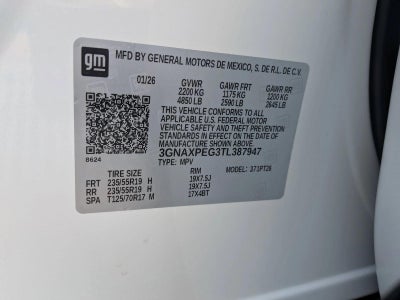 gm MFD BY GENERAL MOTORS DE MEXICO, S. DE R.L. DE C.V.
01/26 GVWR GAWR FRT GAWR RR
2200 KG 1175 KG 1200 KG
4850 LB 2590 LB 2645 LB
THIS VEHICLE CONFORMS TO ALL
APPLICABLE U.S. FEDERAL MOTOR
VEHICLE SAFETY AND THEFT PREVENTION
STANDARDS IN EFFECT ON THE DATE OF
MANUFACTURE SHOWN ABOVE.
3GNAXPEG3TL387947
8624 TYPE: MPV MODEL: 371PT26
TIRE SIZE RIM
FRT 235/55R19 H 19X7.5J
RR 235/55R19 H 19X7.5J
SPA T125/70R17 M 17X4BT